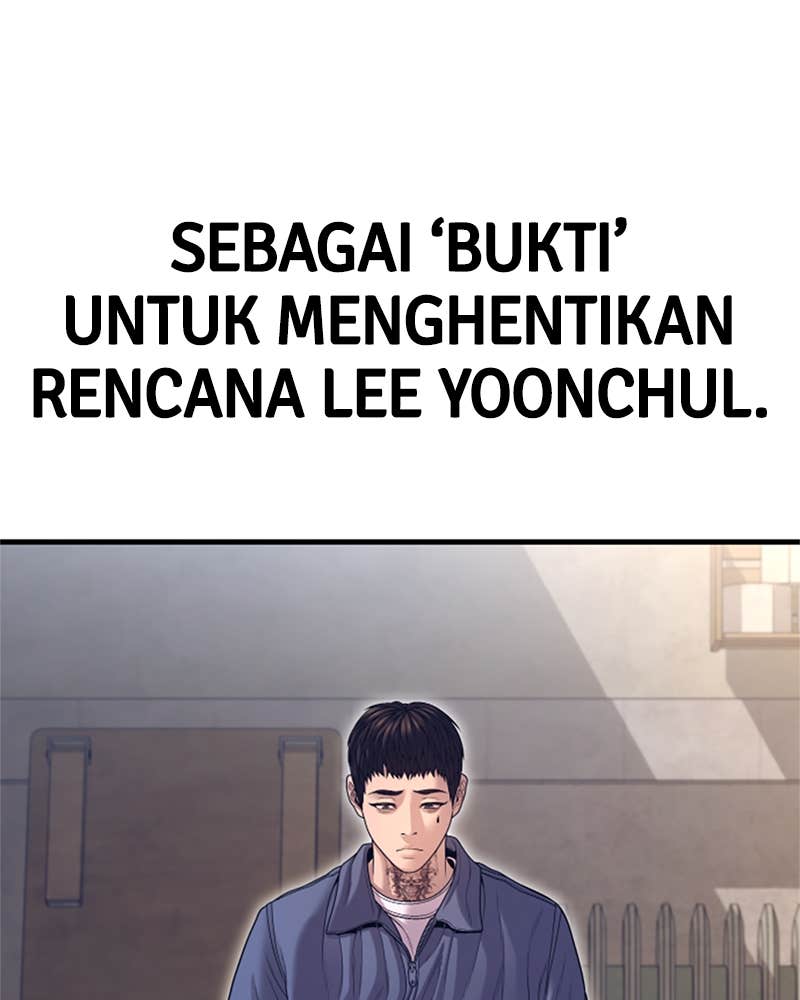 SEBAGAI ‘BUKTI’
UNTUK MENGHENTIKAN
RENCANA LEE YOONCHUL.